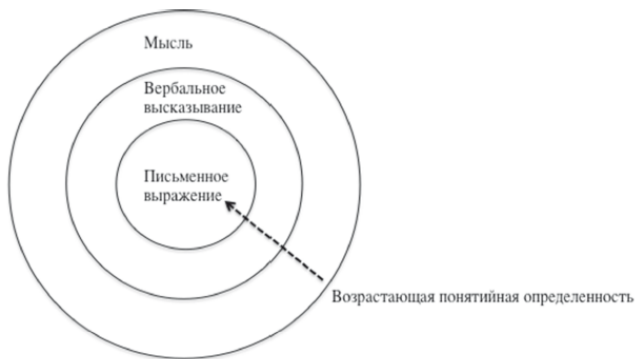 Мысль
Вербальное
высказывание
Письменное
выражение
Возрастающая понятийная определенность